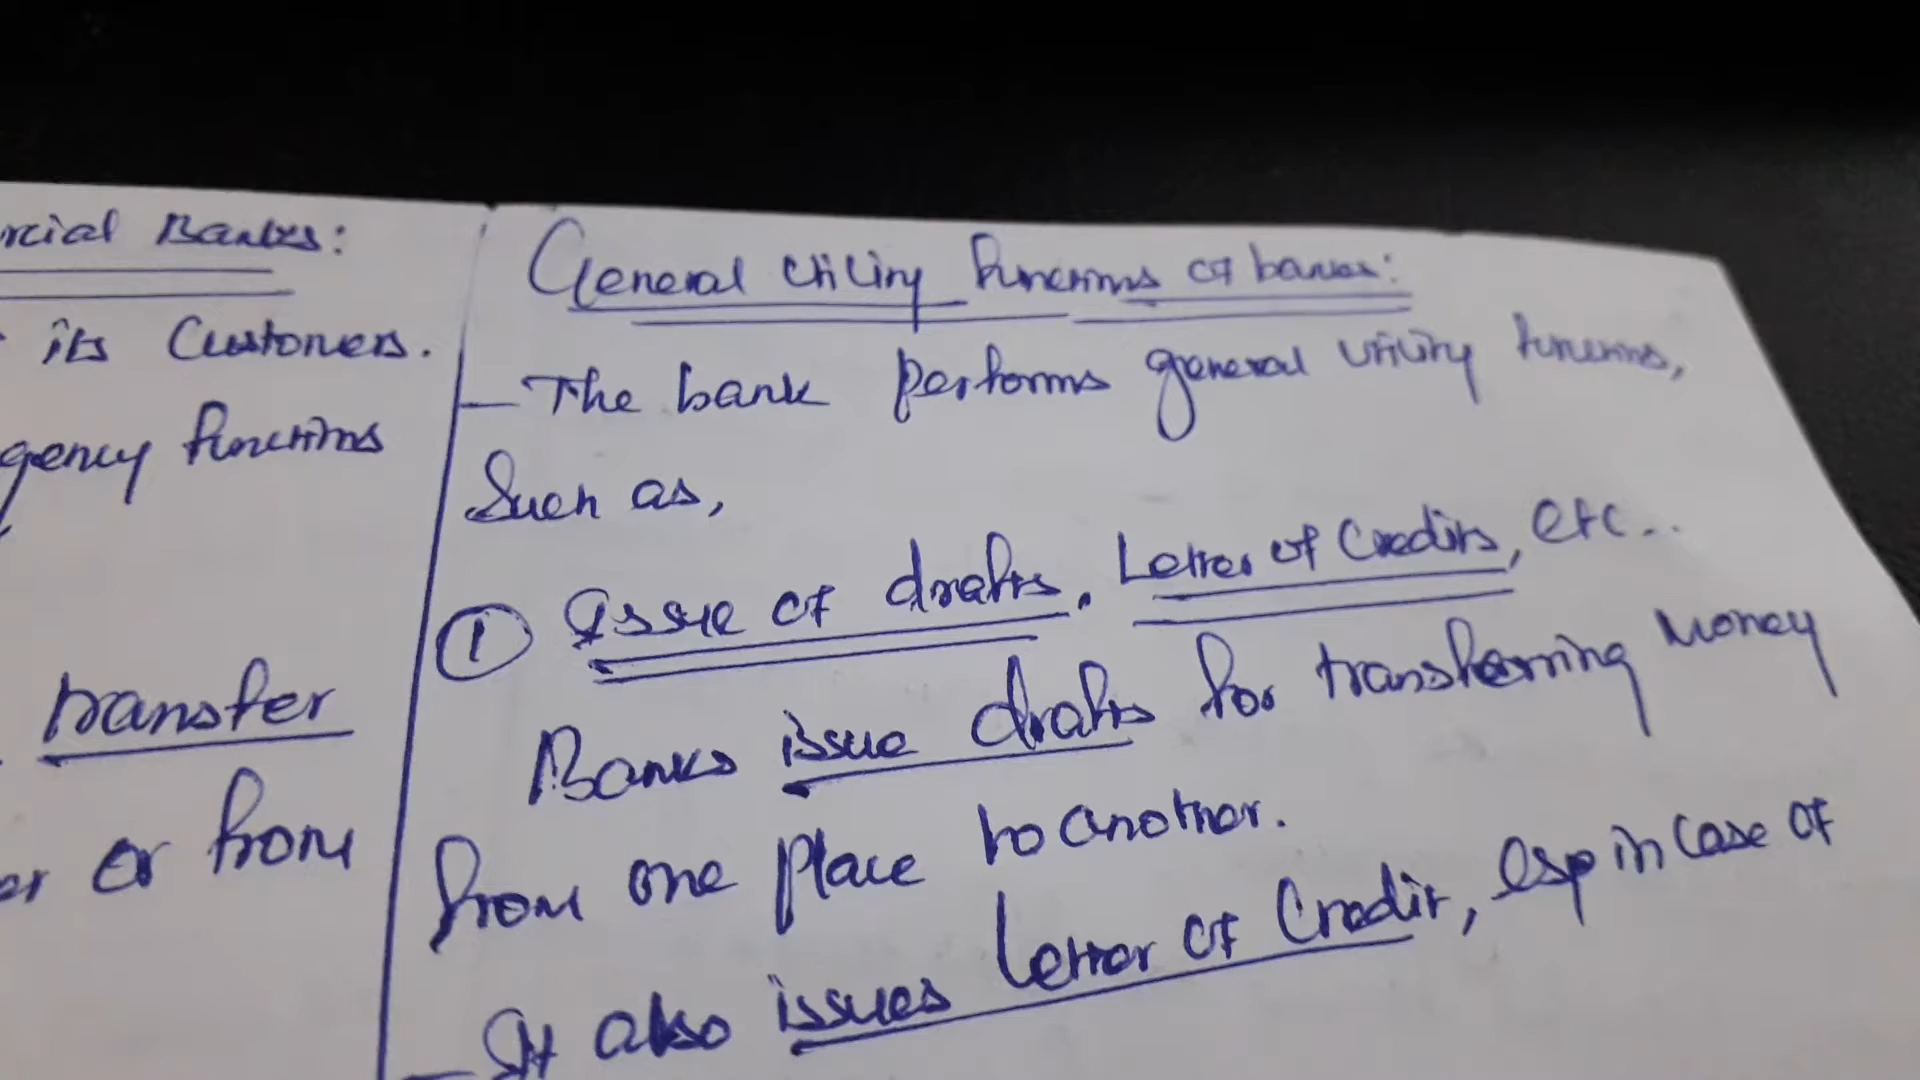 rcial Banks:
its Customers.
gency functions
transfer
er or from
General Utility functions of banks:
- The bank performs general utility functions,
Such as,
① Issue of drafts, Letter of Credits, etc..
Banks issue drafts for transferring money
from one place to another.
- It also issues Letter of Credit, esp in case of